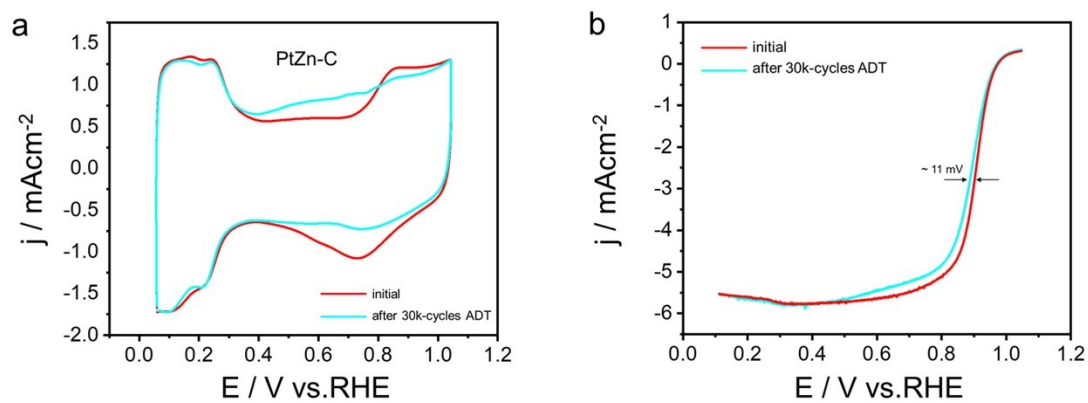 a
PtZn-C
j / mAcm-2
1.5
1.0
0.5
0.0
-0.5
-1.0
-1.5
-2.0
initial
after 30k-cycles ADT
0.0 0.2 0.4 0.6 0.8 1.0 1.2
E / V vs.RHE
b
initial
after 30k-cycles ADT
j / mAcm-2
0
-1
-2
-3
-4
-5
-6
~ 11 mV
0.0 0.2 0.4 0.6 0.8 1.0 1.2
E / V vs.RHE